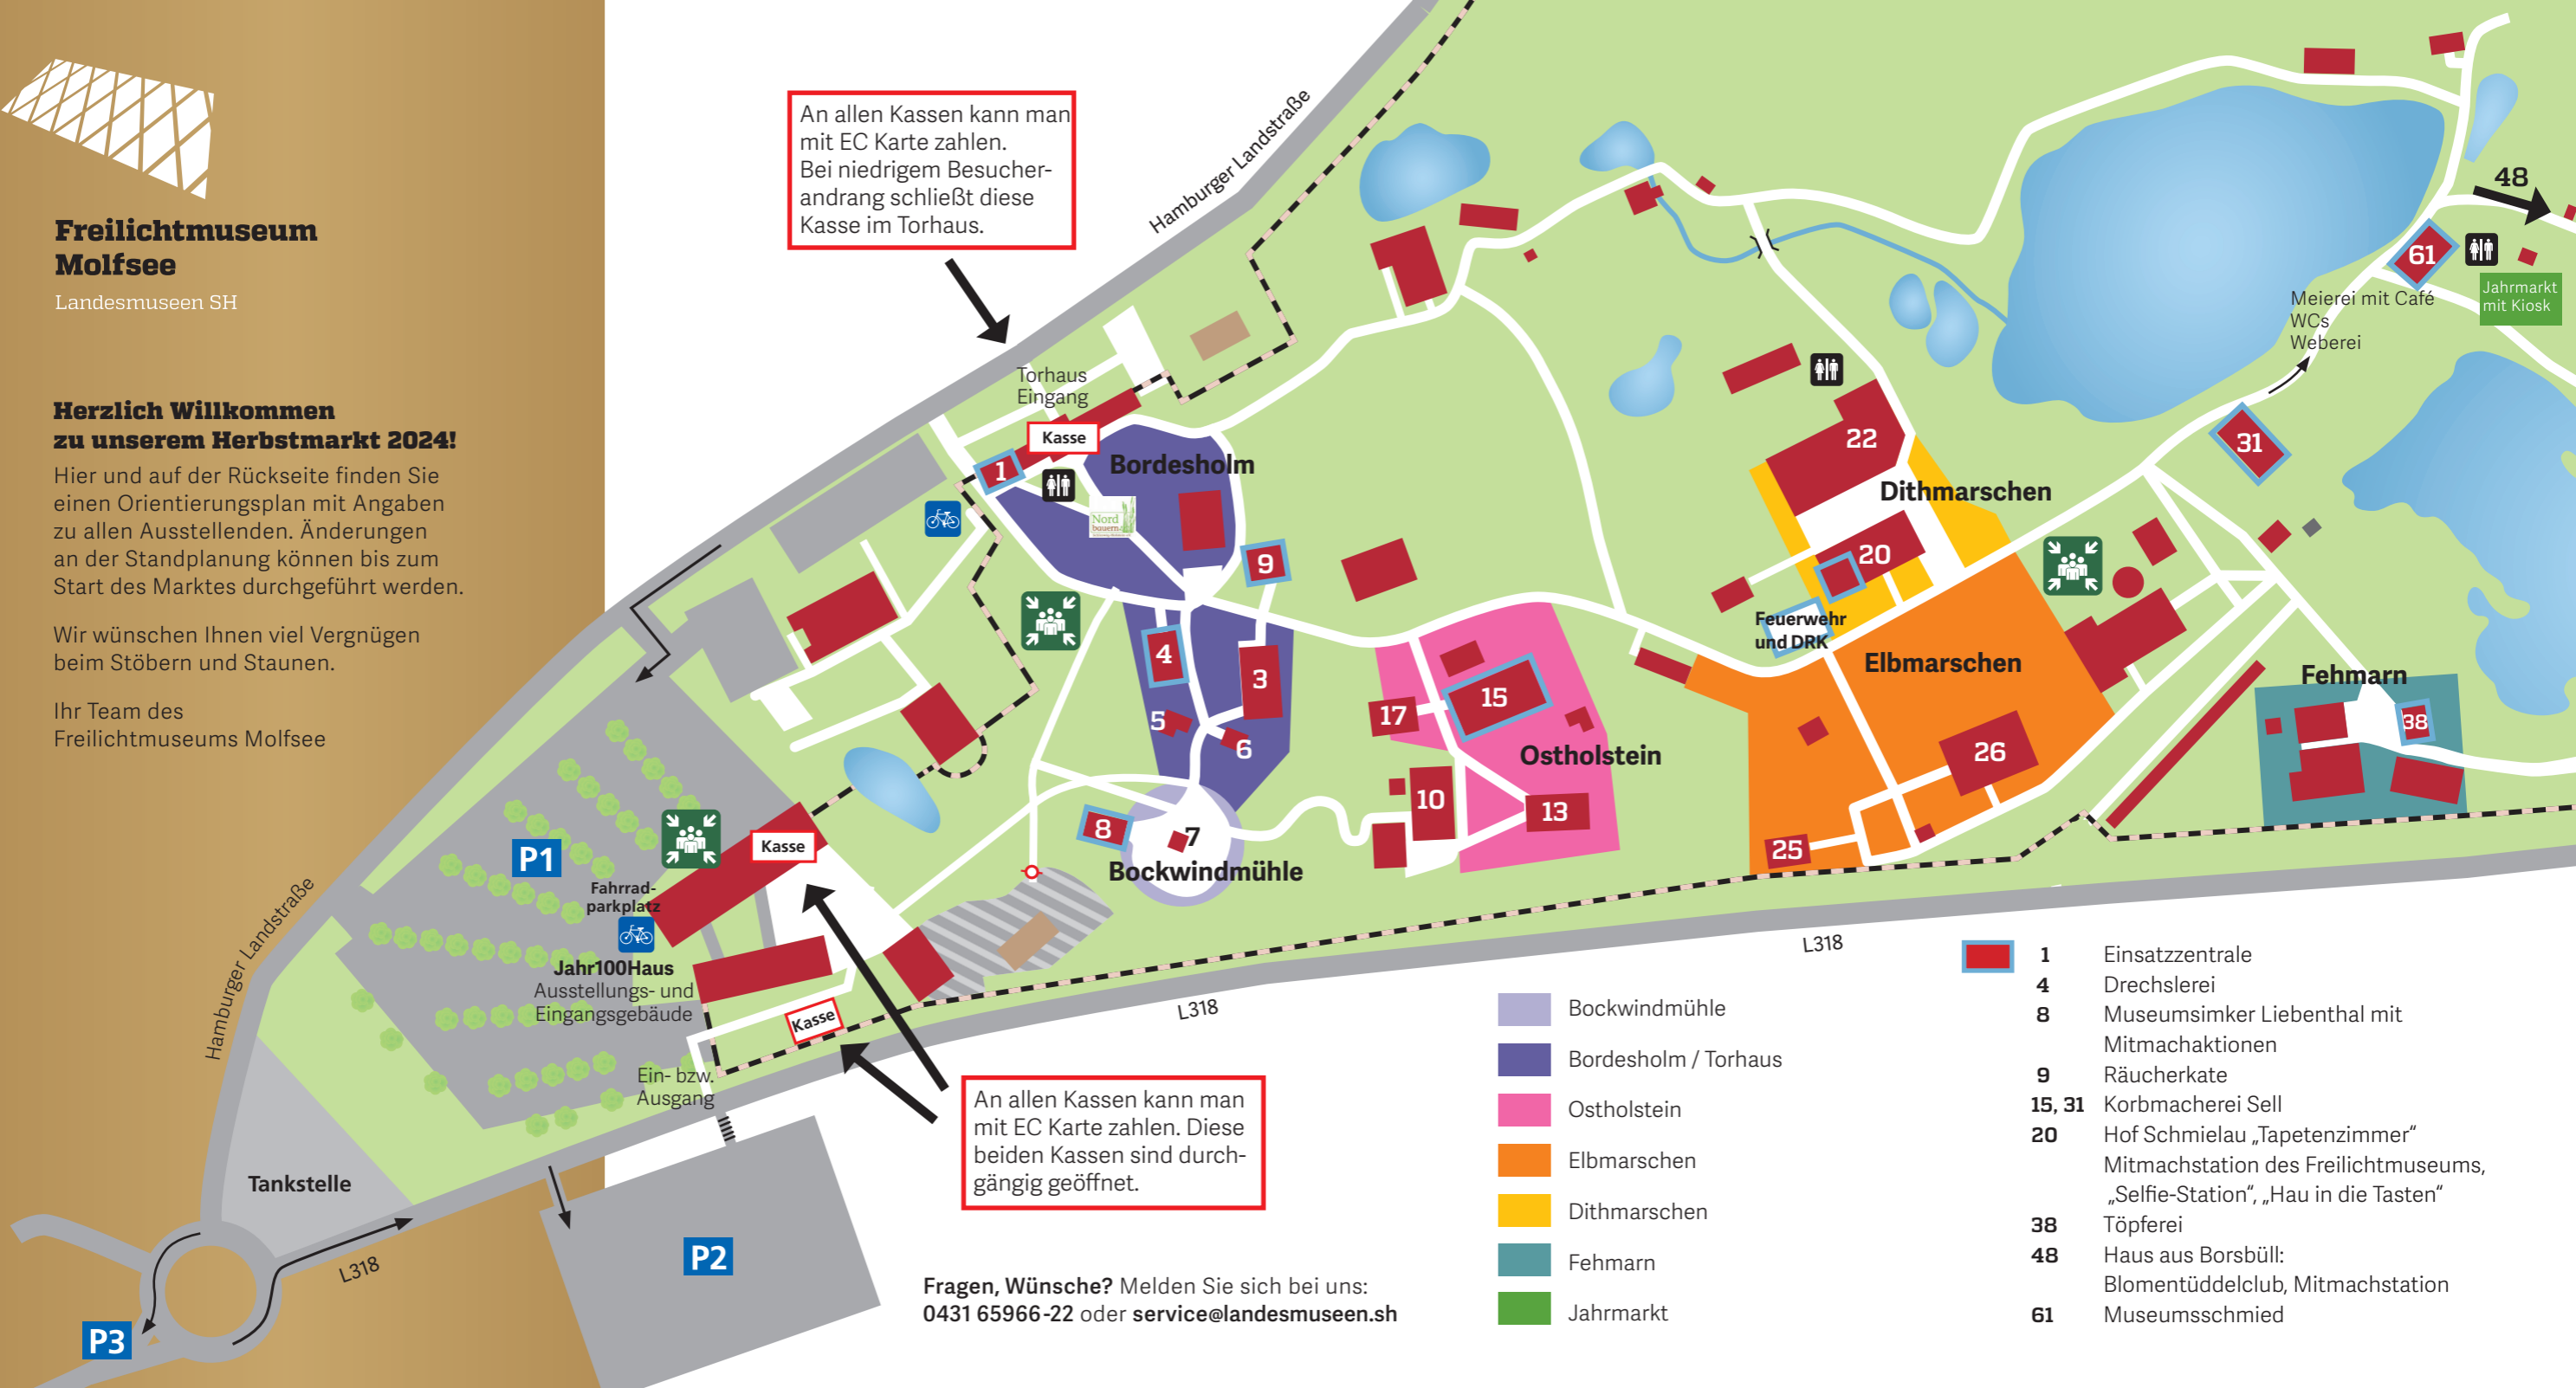 Freilichtmuseum
Molfsee
Landesmuseen SH
Herzlich Willkommen
zu unserem Herbstmarkt 2024!
Hier und auf der Rückseite finden Sie
einen Orientierungsplan mit Angaben
zu allen Ausstellenden. Änderungen
an der Standplanung können bis zum
Start des Marktes durchgeführt werden.
Wir wünschen Ihnen viel Vergnügen
beim Stöbern und Staunen.
Ihr Team des
Freilichtmuseums Molfsee
An allen Kassen kann man
mit EC Karte zahlen.
Bei niedrigem Besucher-
andrang schließt diese
Kasse im Torhaus.
Hamburger Landstraße
Torhaus
Eingang
Kasse
1
Bordesholm
Nord
bauern
9
4
3
5
6
8
7
Bockwindmühle
17
15
Ostholstein
10
13
22
Dithmarschen
20
Feuerwehr
und DRK
Elbmarschen
26
25
48
61
Jahrmarkt
mit Kiosk
Meierei mit Café
WCs
Weberei
31
Fehmarn
38
P1
Kasse
Fahrrad-
parkplatz
Jahr100Haus
Ausstellungs- und
Eingangsgebäude
Kasse
Ein- bzw.
Ausgang
Hamburger Landstraße
Tankstelle
L318
P2
P3
L318
L318
An allen Kassen kann man
mit EC Karte zahlen. Diese
beiden Kassen sind durch-
gängig geöffnet.
Fragen, Wünsche? Melden Sie sich bei uns:
0431 65966-22 oder service@landesmuseen.sh
Bockwindmühle
Bordesholm / Torhaus
Ostholstein
Elbmarschen
Dithmarschen
Fehmarn
Jahrmarkt
1 Einsatzzentrale
4 Drechslerei
8 Museumsimker Liebenthal mit
Mitmachaktionen
9 Räucherkate
15, 31 Korbmacherei Sell
20 Hof Schmielau „Tapetenzimmer“
Mitmachstation des Freilichtmuseums,
„Selfie-Station“, „Hau in die Tasten“
38 Töpferei
48 Haus aus Borsbüll:
Blomentüddelclub, Mitmachstation
61 Museumsschmied